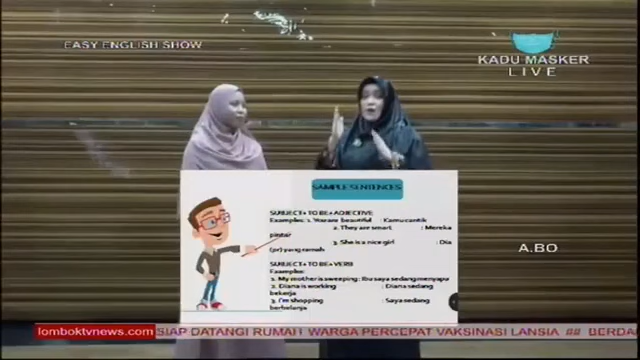 EASY ENGLISH SHOW
KADU MASKER
LIVE
SAMPLE SENTENCES
SUBJECT+ TO BE+ ADJECTIVE;
Examples: 1. You are beautiful : Kamu cantik
2. They are smart : Mereka
pintar
3. She is a nice girl : Dia
(pr) yang ramah
SUBJECT+ TO BE+ VERB
Examples:
1. My mother is sweeping : Ibu saya sedang menyapu
2. Diana is working : Diana sedang
bekerja
3. I'm shopping : Saya sedang
berbelanja
A.BO
lomboktvnews.com SIAP DATANGI RUMAH WARGA PERCEPAT VAKSINASI LANSIA ## BERDA